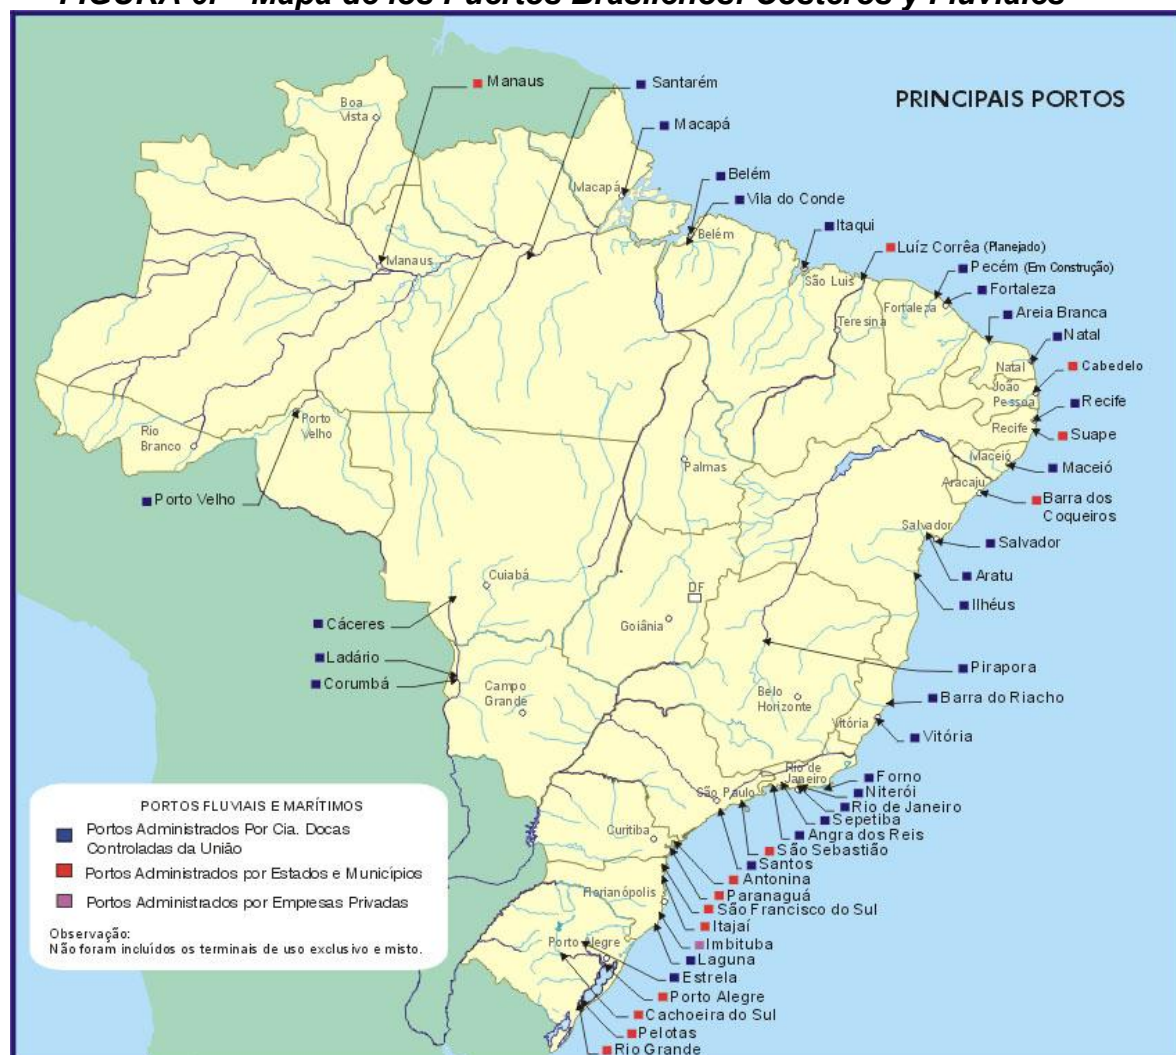 PRINCIPAIS PORTOS
Manaus
Santarém
Macapá
Belém
Vila do Conde
Itaqui
Luíz Corrêa (Planejado)
Pecém (Em Construção)
Fortaleza
Areia Branca
Natal
Cabedelo
Recife
Suape
Maceió
Barra dos
Coqueiros
Salvador
Aratu
Ilhéus
Pirapora
Barra do Riacho
Vitória
Forno
Niterói
Rio de Janeiro
Sepetiba
Angra dos Reis
São Sebastião
Santos
Antonina
Paranaguá
São Francisco do Sul
Itajaí
Imbituba
Laguna
Estrela
Porto Alegre
Cachoeira do Sul
Pelotas
Rio Grande
Porto Velho
Cáceres
Ladário
Corumbá
Boa
Vista
Macapá
Manaus
Belém
São Luis
Teresina
Fortaleza
Natal
João
Pessoa
Recife
Maceió
Aracaju
Salvador
Rio
Branco
Porto
Velho
Palmas
Cuiabá
DF
Goiânia
Campo
Grande
Belo
Horizonte
Vitória
Rio de
Janeiro
São Paulo
Curitiba
Florianópolis
Porto Alegre
PORTOS FLUVIAIS E MARÍTIMOS
Portos Administrados Por Cia. Docas
Controladas da União
Portos Administrados por Estados e Municípios
Portos Administrados por Empresas Privadas
Observação:
Não foram incluídos os terminais de uso exclusivo e misto.